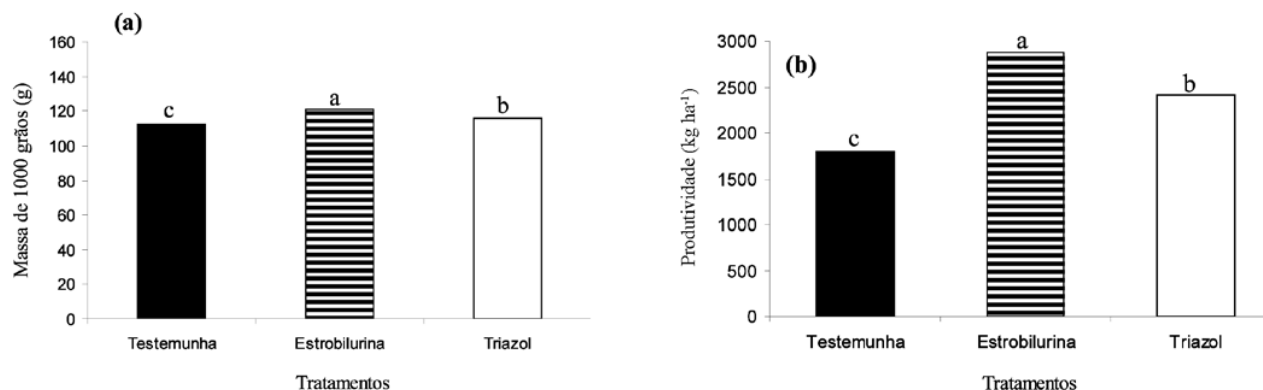 (a)
Massa de 1000 grãos (g)
160
140
120
100
80
60
40
20
0
c
a
b
Testemunha
Estrobilurina
Triazol
Tratamentos
(b)
Produtividade (kg ha⁻¹)
3000
2500
2000
1500
1000
500
0
c
a
b
Testemunha
Estrobilurina
Triazol
Tratamentos